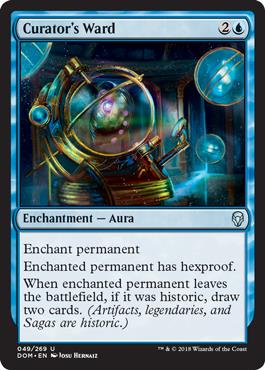 Curator's Ward 2
Enchantment — Aura
Enchant permanent
Enchanted permanent has hexproof.
When enchanted permanent leaves
the battlefield, if it was historic, draw
two cards. (Artifacts, legendaries, and
Sagas are historic.)
049/269 U
DOM • EN Josu Hernaiz
™ & © 2018 Wizards of the Coast